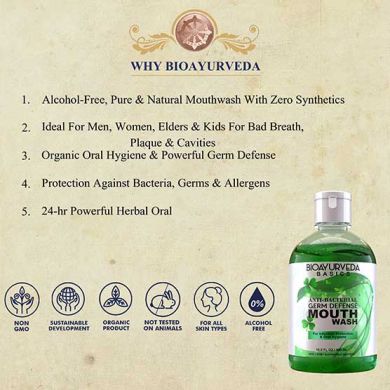 WHY BIOAYURVEDA
1. Alcohol-Free, Pure & Natural Mouthwash With Zero Synthetics
2. Ideal For Men, Women, Elders & Kids For Bad Breath,
Plaque & Cavities
3. Organic Oral Hygiene & Powerful Germ Defense
4. Protection Against Bacteria, Germs & Allergens
5. 24-hr Powerful Herbal Oral
BIOAYURVEDA
BASICS
ANTI-BACTERIAL
GERM DEFENSE
MOUTH
WASH
NON
GMO
SUSTAINABLE
DEVELOPMENT
ORGANIC
PRODUCT
NOT TESTED
ON ANIMALS
FOR ALL
SKIN TYPES
0%
ALCOHOL
FREE